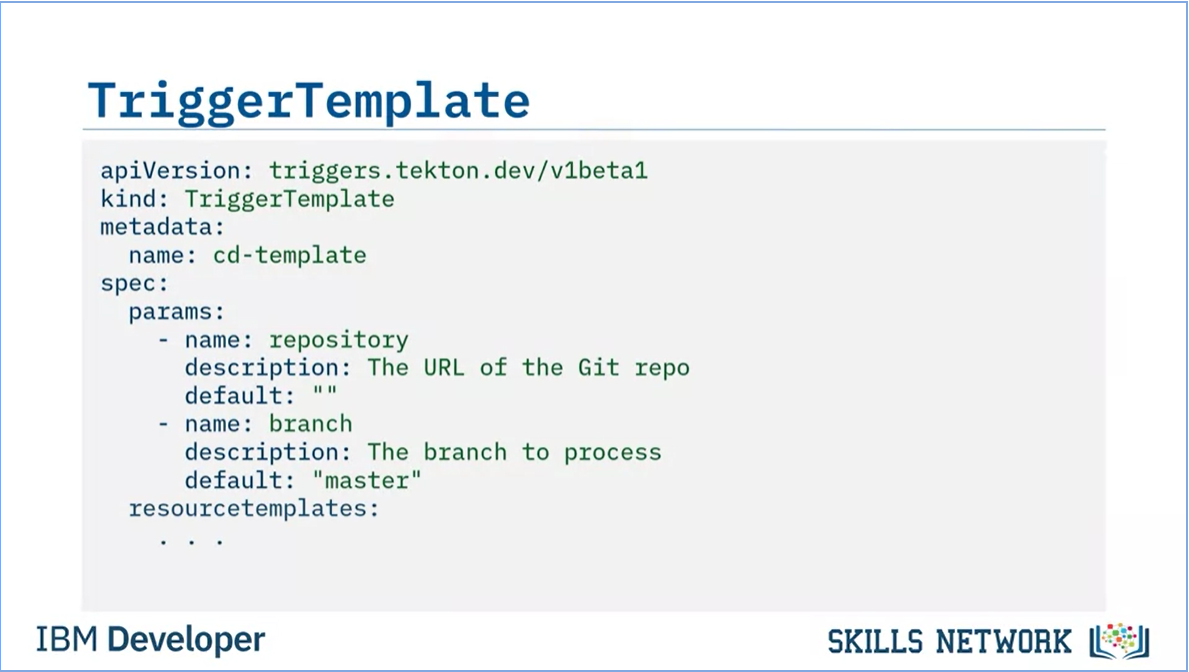 TriggerTemplate
apiVersion: triggers.tekton.dev/v1beta1
kind: TriggerTemplate
metadata:
  name: cd-template
spec:
  params:
    - name: repository
      description: The URL of the Git repo
      default: ""
    - name: branch
      description: The branch to process
      default: "master"
  resourcetemplates:
    . . .
IBM Developer
SKILLS NETWORK